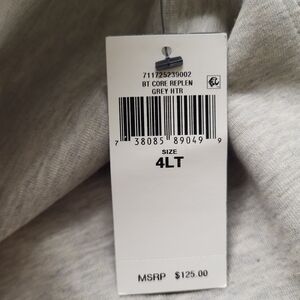 711725239002
BT CORE REPLEN
GREY HTR
7 38085 89049 9
SIZE
4LT
MSRP $125.00